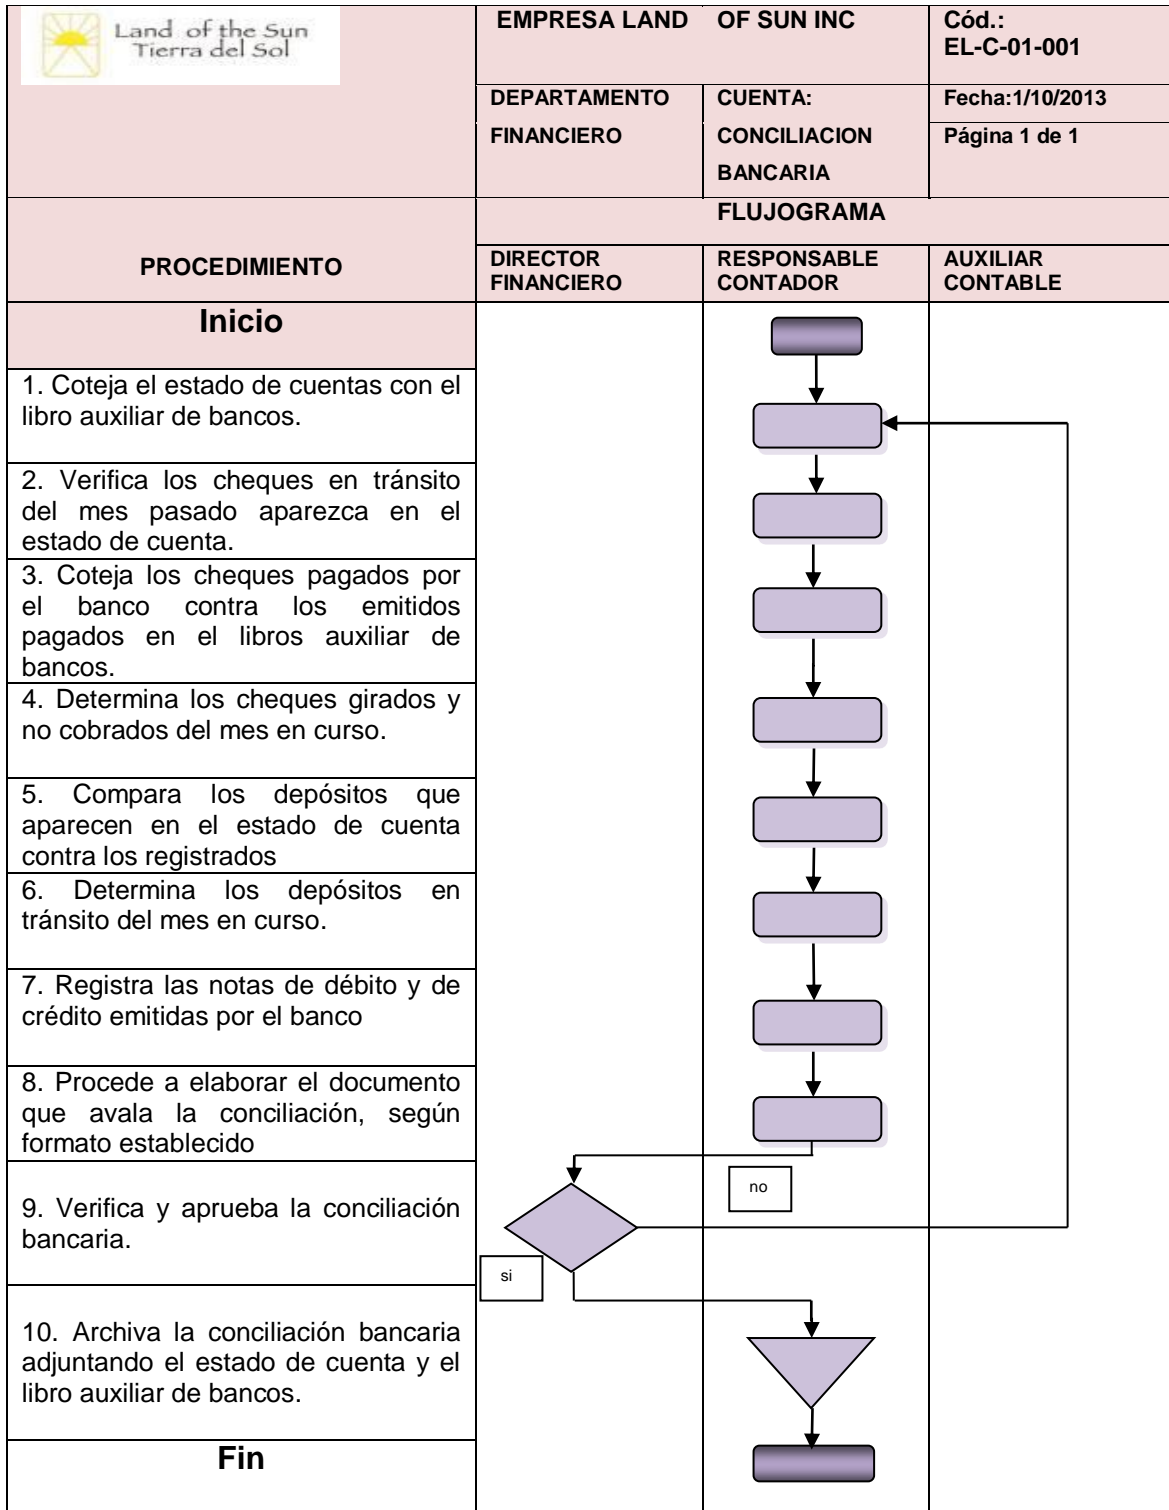 Land of the Sun
Tierra del Sol
EMPRESA LAND OF SUN INC
Cód.:
EL-C-01-001
DEPARTAMENTO
FINANCIERO
CUENTA:
CONCILIACION
BANCARIA
Fecha:1/10/2013
Página 1 de 1
PROCEDIMIENTO
FLUJOGRAMA
DIRECTOR
FINANCIERO
RESPONSABLE
CONTADOR
AUXILIAR
CONTABLE
Inicio
1. Coteja el estado de cuentas con el
libro auxiliar de bancos.
2. Verifica los cheques en tránsito
del mes pasado aparezca en el
estado de cuenta.
3. Coteja los cheques pagados por
el banco contra los emitidos
pagados en el libros auxiliar de
bancos.
4. Determina los cheques girados y
no cobrados del mes en curso.
5. Compara los depósitos que
aparecen en el estado de cuenta
contra los registrados
6. Determina los depósitos en
tránsito del mes en curso.
7. Registra las notas de débito y de
crédito emitidas por el banco
8. Procede a elaborar el documento
que avala la conciliación, según
formato establecido
no
9. Verifica y aprueba la conciliación
bancaria.
si
10. Archiva la conciliación bancaria
adjuntando el estado de cuenta y el
libro auxiliar de bancos.
Fin